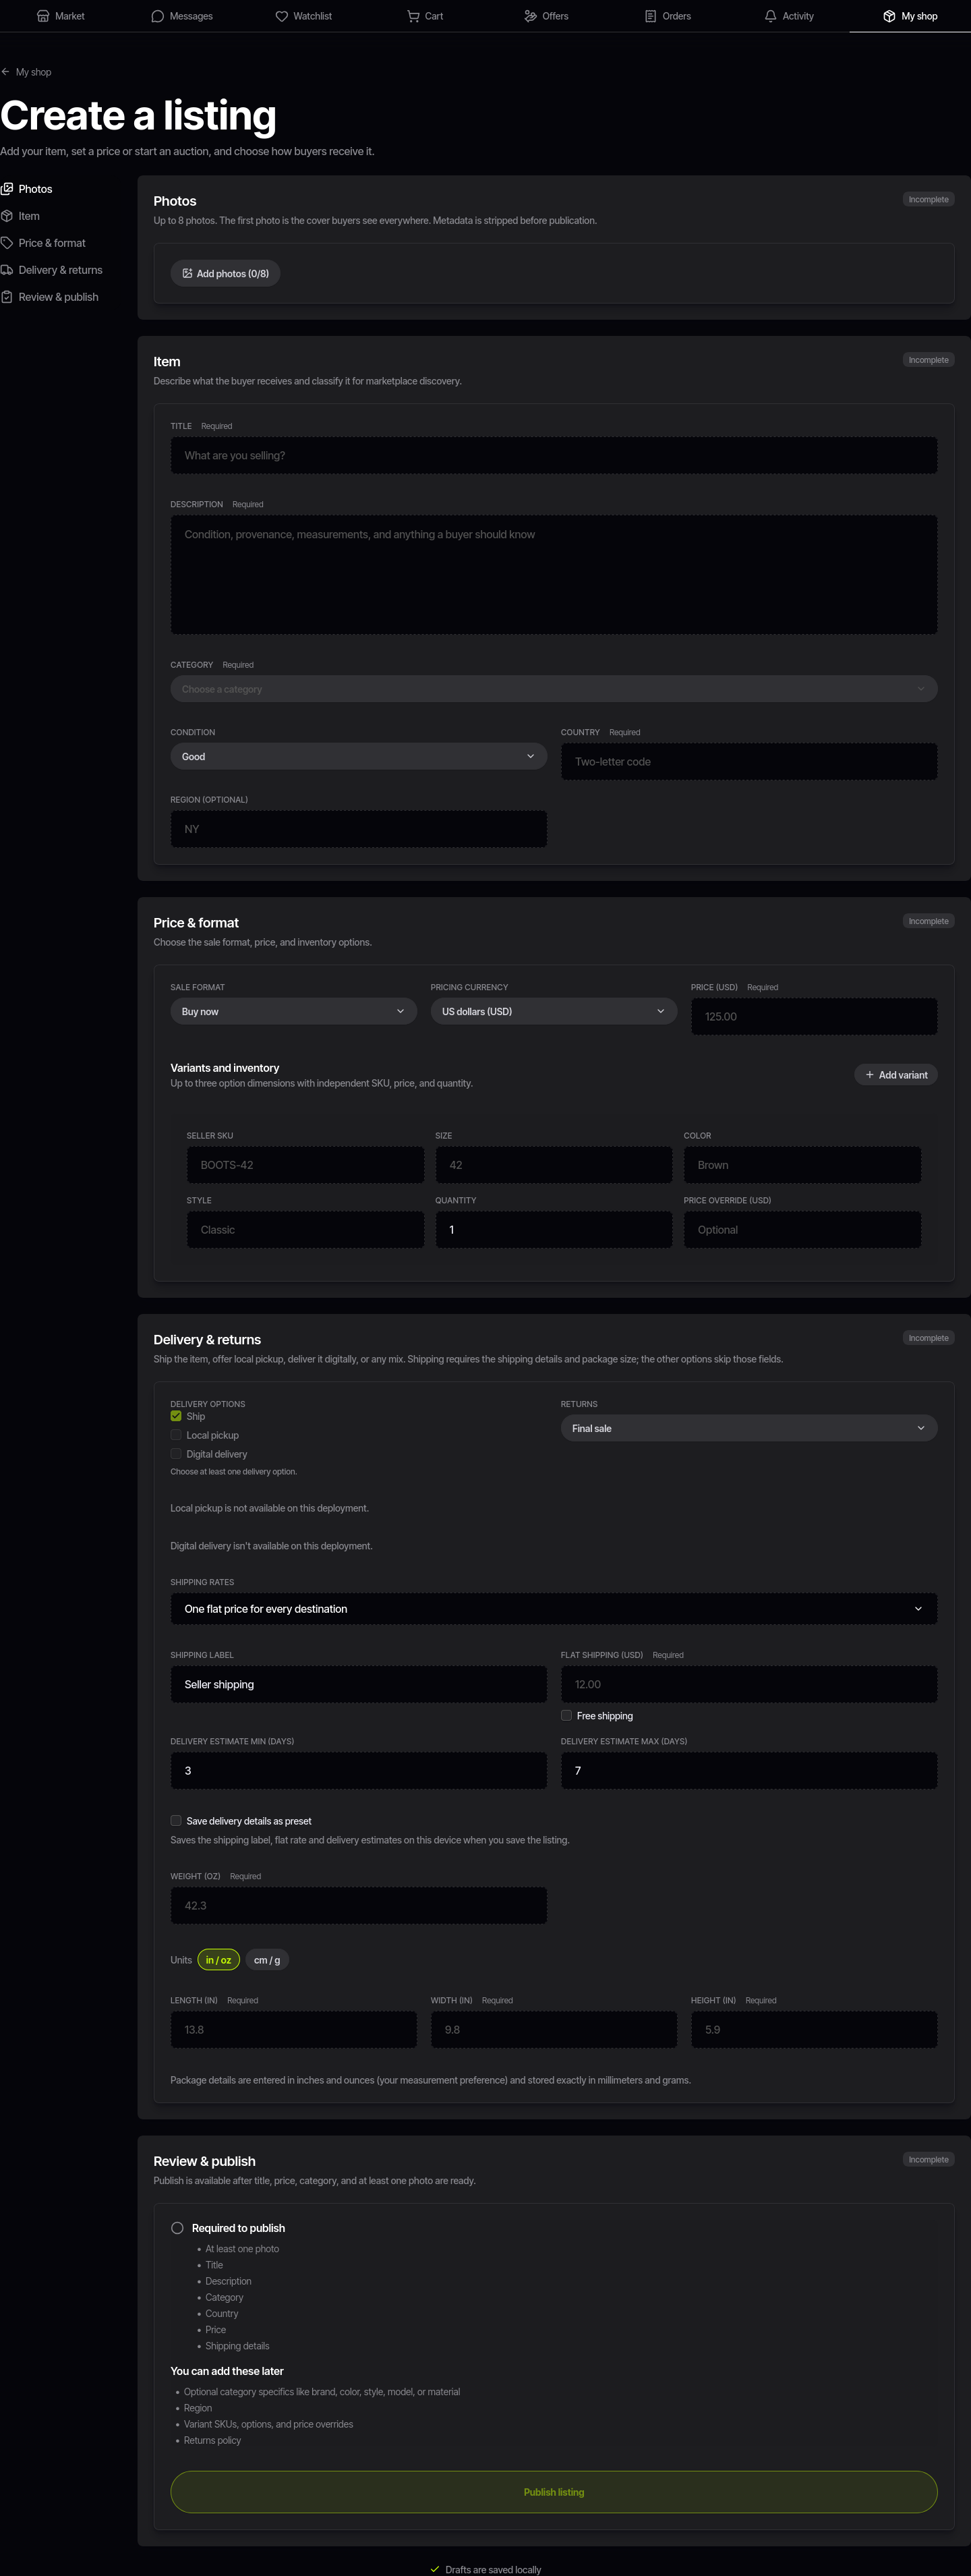 Market
Messages
Watchlist
Cart
Offers
Orders
Activity
My shop
My shop
Create a listing
Add your item, set a price or start an auction, and choose how buyers receive it.
Photos
Item
Price & format
Delivery & returns
Review & publish
Photos
Incomplete
Up to 8 photos. The first photo is the cover buyers see everywhere. Metadata is stripped before publication.
Add photos (0/8)
Item
Incomplete
Describe what the buyer receives and classify it for marketplace discovery.
TITLE Required
What are you selling?
DESCRIPTION Required
Condition, provenance, measurements, and anything a buyer should know
CATEGORY Required
Choose a category
CONDITION
COUNTRY Required
Good
Two-letter code
REGION (OPTIONAL)
NY
Price & format
Incomplete
Choose the sale format, price, and inventory options.
SALE FORMAT
PRICING CURRENCY
PRICE (USD) Required
Buy now
US dollars (USD)
125.00
Variants and inventory
Up to three option dimensions with independent SKU, price, and quantity.
Add variant
SELLER SKU
SIZE
COLOR
BOOTS-42
42
Brown
STYLE
QUANTITY
PRICE OVERRIDE (USD)
Classic
1
Optional
Delivery & returns
Incomplete
Ship the item, offer local pickup, deliver it digitally, or any mix. Shipping requires the shipping details and package size; the other options skip those fields.
DELIVERY OPTIONS
RETURNS
Ship
Final sale
Local pickup
Digital delivery
Choose at least one delivery option.
Local pickup is not available on this deployment.
Digital delivery isn't available on this deployment.
SHIPPING RATES
One flat price for every destination
SHIPPING LABEL
FLAT SHIPPING (USD) Required
Seller shipping
12.00
Free shipping
DELIVERY ESTIMATE MIN (DAYS)
DELIVERY ESTIMATE MAX (DAYS)
3
7
Save delivery details as preset
Saves the shipping label, flat rate and delivery estimates on this device when you save the listing.
WEIGHT (OZ) Required
42.3
Units in / oz cm / g
LENGTH (IN) Required
WIDTH (IN) Required
HEIGHT (IN) Required
13.8
9.8
5.9
Package details are entered in inches and ounces (your measurement preference) and stored exactly in millimeters and grams.
Review & publish
Incomplete
Publish is available after title, price, category, and at least one photo are ready.
Required to publish
• At least one photo
• Title
• Description
• Category
• Country
• Price
• Shipping details
You can add these later
• Optional category specifics like brand, color, style, model, or material
• Region
• Variant SKUs, options, and price overrides
• Returns policy
Publish listing
Drafts are saved locally